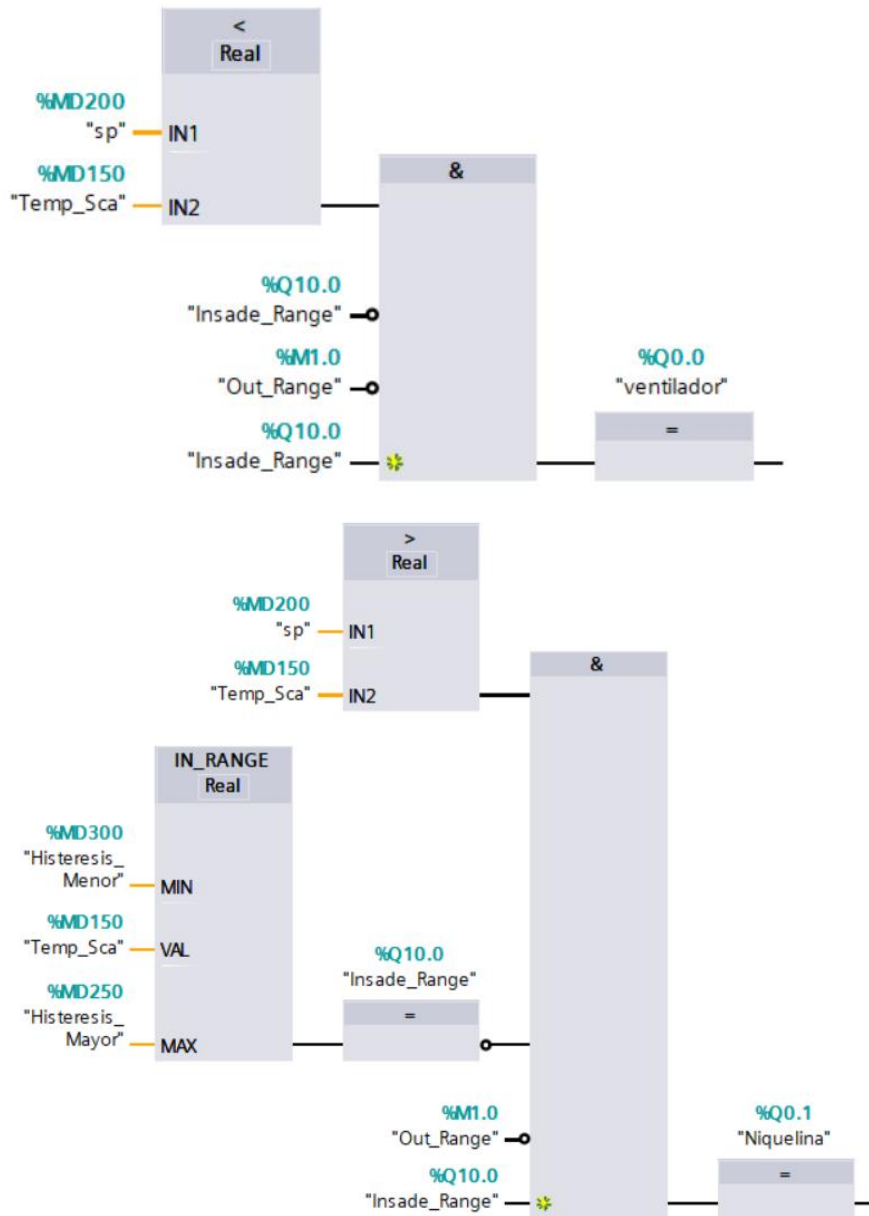 <
Real
%MD200
"sp"
IN1
%MD150
"Temp_Sca"
IN2
&
%Q10.0
"Insade_Range"
%M1.0
"Out_Range"
%Q10.0
"Insade_Range"
%Q0.0
"ventilador"
=
>
Real
%MD200
"sp"
IN1
%MD150
"Temp_Sca"
IN2
&
IN_RANGE
Real
%MD300
"Histeresis_
Menor"
MIN
%MD150
"Temp_Sca"
VAL
%MD250
"Histeresis_
Mayor"
MAX
%Q10.0
"Insade_Range"
=
%M1.0
"Out_Range"
%Q10.0
"Insade_Range"
%Q0.1
"Niquelina"
=